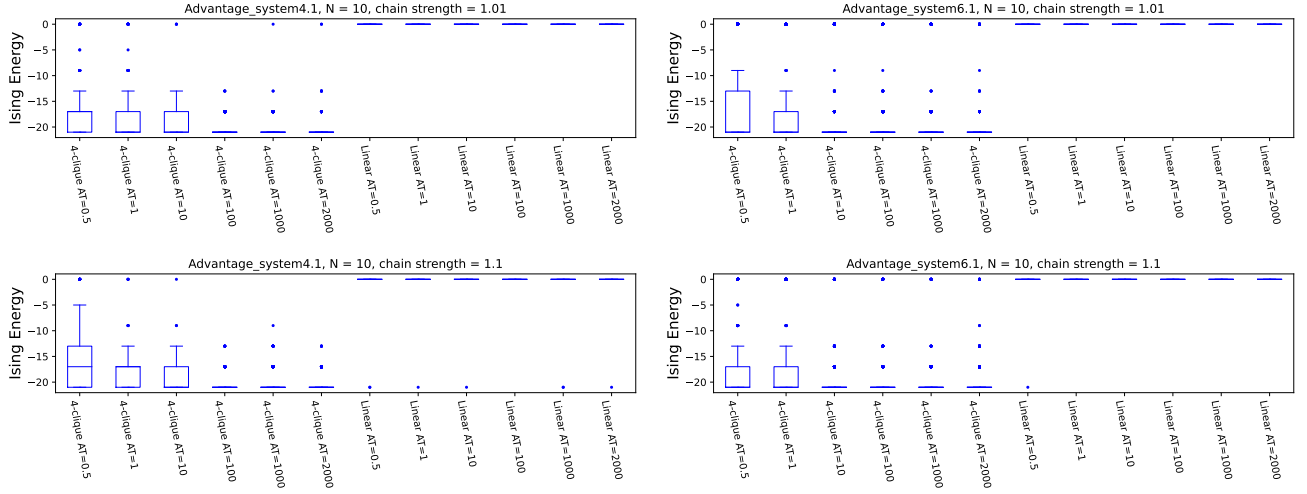 Advantage_system4.1, N = 10, chain strength = 1.01
Ising Energy
0
−5
−10
−15
−20
4-clique AT=0.5
4-clique AT=1
4-clique AT=10
4-clique AT=100
4-clique AT=1000
4-clique AT=2000
Linear AT=0.5
Linear AT=1
Linear AT=10
Linear AT=100
Linear AT=1000
Linear AT=2000
Advantage_system6.1, N = 10, chain strength = 1.01
Ising Energy
0
−5
−10
−15
−20
4-clique AT=0.5
4-clique AT=1
4-clique AT=10
4-clique AT=100
4-clique AT=1000
4-clique AT=2000
Linear AT=0.5
Linear AT=1
Linear AT=10
Linear AT=100
Linear AT=1000
Linear AT=2000
Advantage_system4.1, N = 10, chain strength = 1.1
Ising Energy
0
−5
−10
−15
−20
4-clique AT=0.5
4-clique AT=1
4-clique AT=10
4-clique AT=100
4-clique AT=1000
4-clique AT=2000
Linear AT=0.5
Linear AT=1
Linear AT=10
Linear AT=100
Linear AT=1000
Linear AT=2000
Advantage_system6.1, N = 10, chain strength = 1.1
Ising Energy
0
−5
−10
−15
−20
4-clique AT=0.5
4-clique AT=1
4-clique AT=10
4-clique AT=100
4-clique AT=1000
4-clique AT=2000
Linear AT=0.5
Linear AT=1
Linear AT=10
Linear AT=100
Linear AT=1000
Linear AT=2000